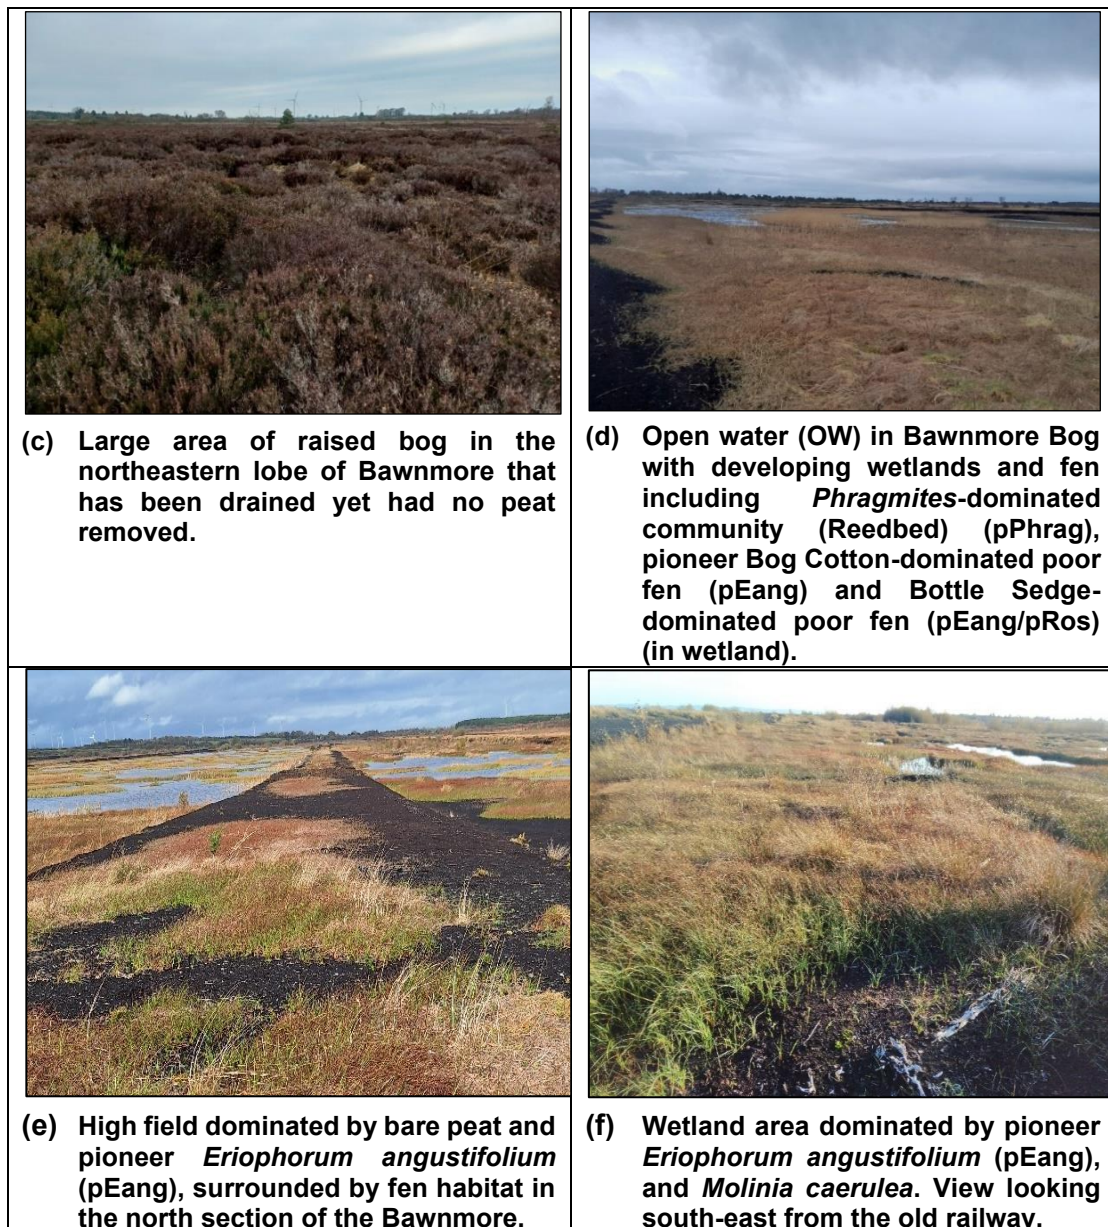 (c) Large area of raised bog in the
northeastern lobe of Bawnmore that
has been drained yet had no peat
removed.
(d) Open water (OW) in Bawnmore Bog
with developing wetlands and fen
including Phragmites-dominated
community (Reedbed) (pPhrag),
pioneer Bog Cotton-dominated poor
fen (pEang) and Bottle Sedge-
dominated poor fen (pEang/pRos)
(in wetland).
(e) High field dominated by bare peat and
pioneer Eriophorum angustifolium
(pEang), surrounded by fen habitat in
the north section of the Bawnmore.
(f) Wetland area dominated by pioneer
Eriophorum angustifolium (pEang),
and Molinia caerulea. View looking
south-east from the old railway.